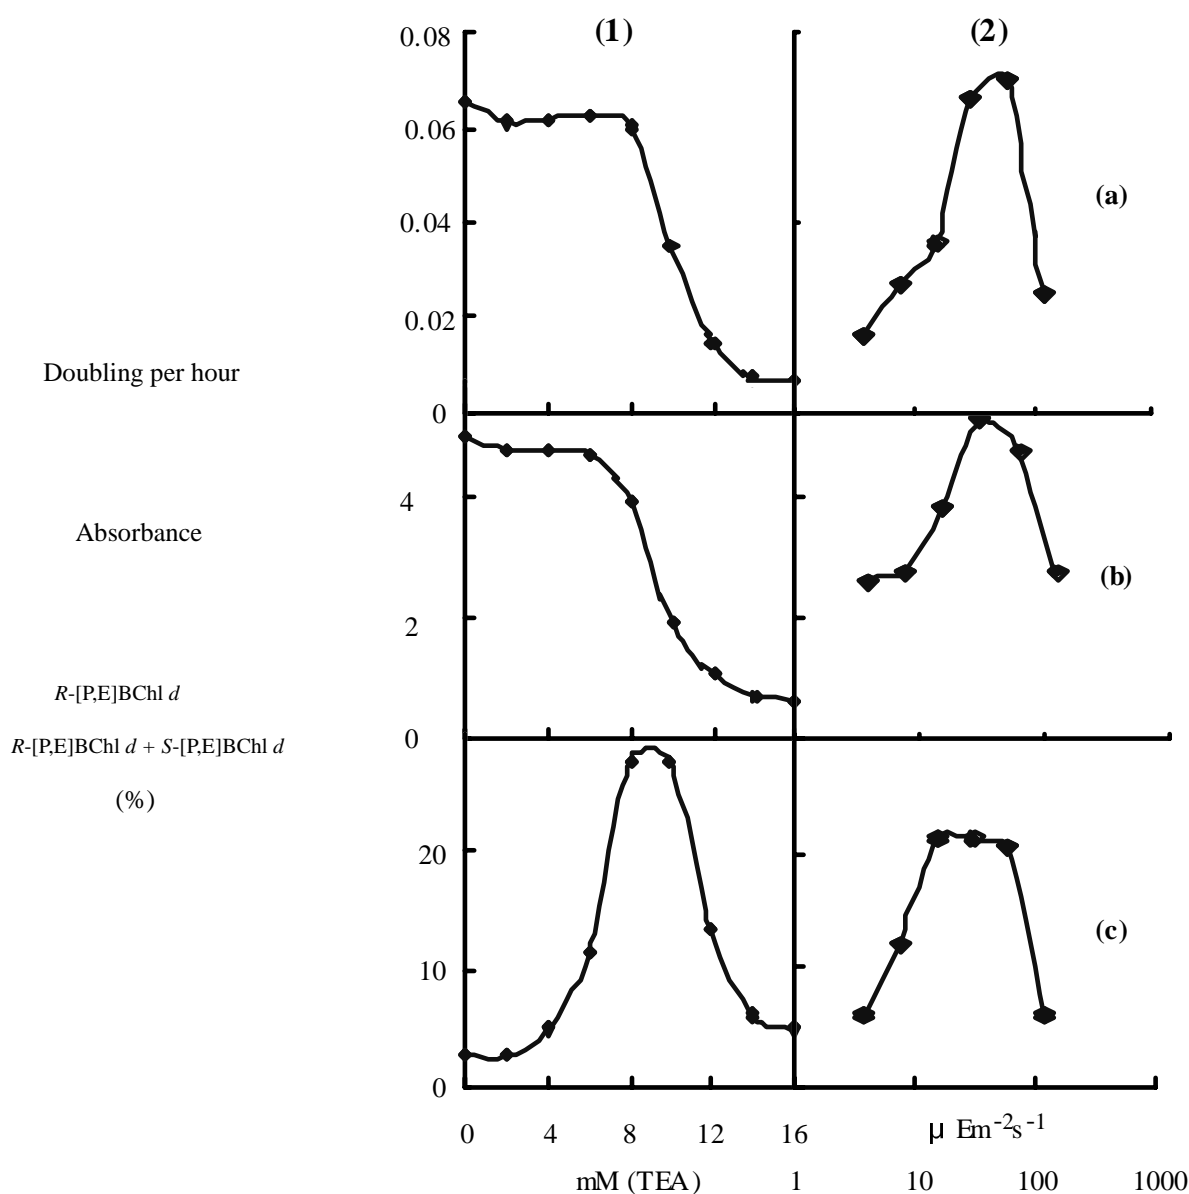 (1) (2)
0.08
0.06
(a)
0.04
0.02
Doubling per hour
0
4
Absorbance
(b)
2
R-[P,E]BChl d
0
R-[P,E]BChl d + S-[P,E]BChl d
(%)
20
(c)
10
0
0 4 8 12 16 µ Em-2s-1
mM (TEA) 1 10 100 1000